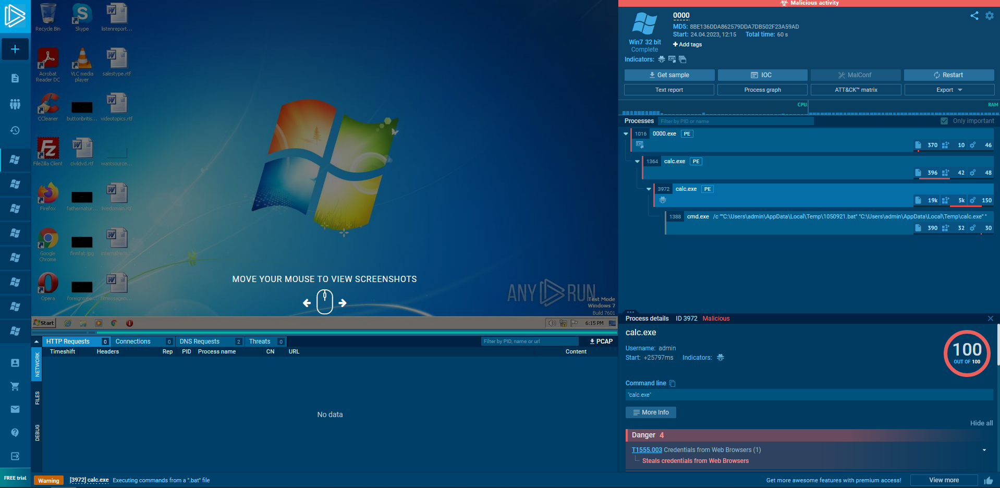 Malicious activity
Recycle Bin
Skype
listenreport...
Acrobat
Reader DC
VLC media
player
salestype.rtf
CCleaner
buttonbritis...
videotopics.rtf
FileZilla Client
civildvd.rtf
wantsource...
Firefox
fathernatur...
livedomain.rtf
Google
Chrome
firmfat.jpg
internalreco...
Opera
foreignnbe...
fitnessagen...
MOVE YOUR MOUSE TO VIEW SCREENSHOTS
ANY RUN
Test Mode
Windows 7
Build 7601
Start
6:15 PM
0000
MD5: 8BE136DDA862579DDA7DB502F23A59AD
Start: 24.04.2023, 12:15 Total time: 60 s
Add tags
Win7 32 bit
Complete
Indicators:
Get sample
IOC
MalConf
Restart
Text report
Process graph
ATT&CK™ matrix
Export
CPU
RAM
Processes
Filter by PID or name
Only important
1016 0000.exe PE
370 10 46
1364 calc.exe PE
396 42 48
3972 calc.exe PE
19k 5k 150
1388 cmd.exe /c ""C:\Users\admin\AppData\Local\Temp\1050921.bat" "C:\Users\admin\AppData\Local\Temp\calc.exe" "
390 32 30
HTTP Requests 0
Connections 0
DNS Requests 2
Threats 0
Filter by PID, name or url
PCAP
Timeshift Headers Rep PID Process name CN URL Content
NETWORK
FILES
DEBUG
No data
Process details ID 3972 Malicious
calc.exe
Username: admin
Start: +25797ms Indicators:
100
OUT OF 100
Command line
"calc.exe"
More Info
Hide all
Danger 4
T1555.003 Credentials from Web Browsers (1)
Steals credentials from Web Browsers
FREE trial
Warning [3972] calc.exe Executing commands from a ".bat" file
Get more awesome features with premium access!
View more